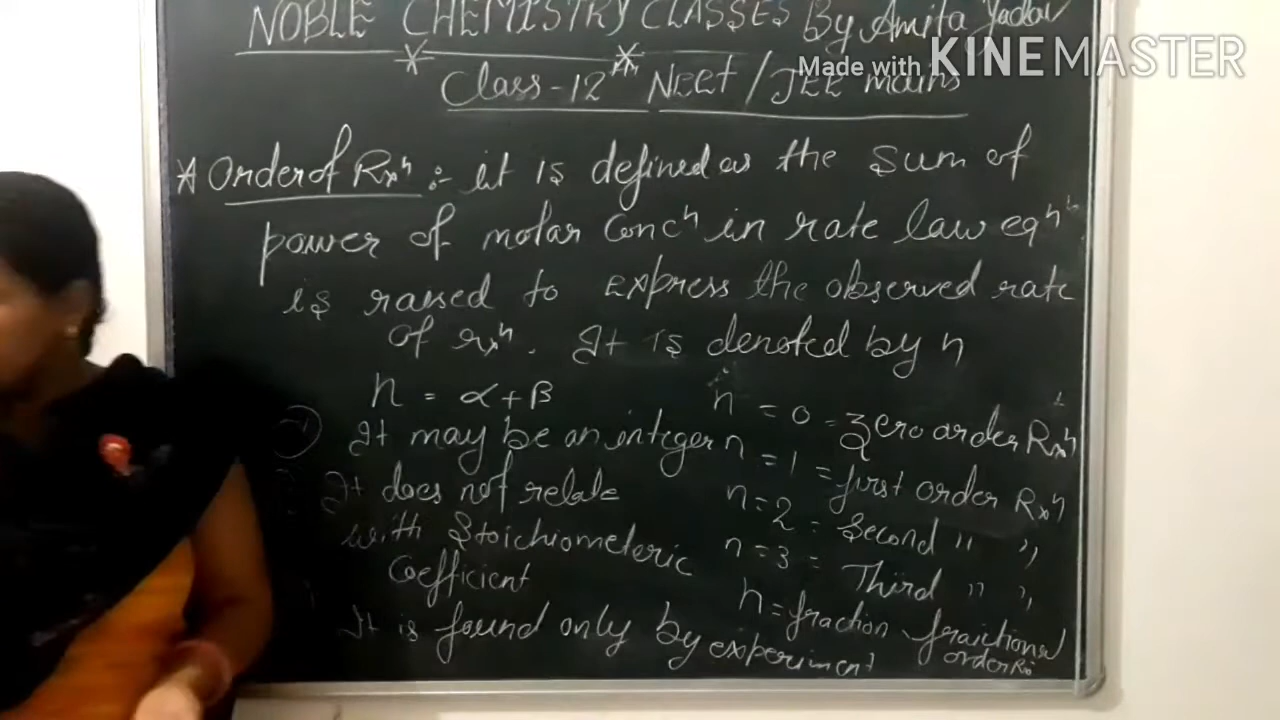 NOBLE CHEMISTRY CLASSES By Amita Yadav
Made with KINEMASTER
Class-12th NEET / JEE mains
* Order of Rxn :- It is defined as the sum of
power of molar Concn in rate law eqn
is raised to express the observed rate
of rxn. It is denoted by n
n = α+β
n = 0 = zero order Rxn
It may be an integer
n = 1 = first order Rxn
It does not relate
n = 2 = Second " "
with Stoichiometeric
n = 3 = Third " "
Coefficient
n = fraction fraictional
order Rxn
It is found only by experiment